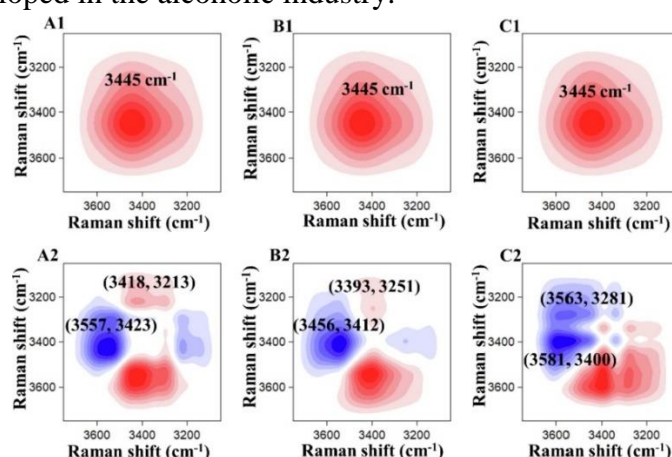 loped in the alcoholic industry.
A1
B1
C1
3445 cm-1
3445 cm-1
3445 cm-1
Raman shift (cm-1)
3200
3400
3600
Raman shift (cm-1)
3200
3400
3600
Raman shift (cm-1)
3200
3400
3600
3600 3400 3200
3600 3400 3200
3600 3400 3200
Raman shift (cm-1)
Raman shift (cm-1)
Raman shift (cm-1)
A2
B2
C2
(3418, 3213)
(3557, 3423)
(3393, 3251)
(3456, 3412)
(3563, 3281)
(3581, 3400)
Raman shift (cm-1)
3200
3400
3600
Raman shift (cm-1)
3200
3400
3600
Raman shift (cm-1)
3200
3400
3600
3600 3400 3200
3600 3400 3200
3600 3400 3200
Raman shift (cm-1)
Raman shift (cm-1)
Raman shift (cm-1)